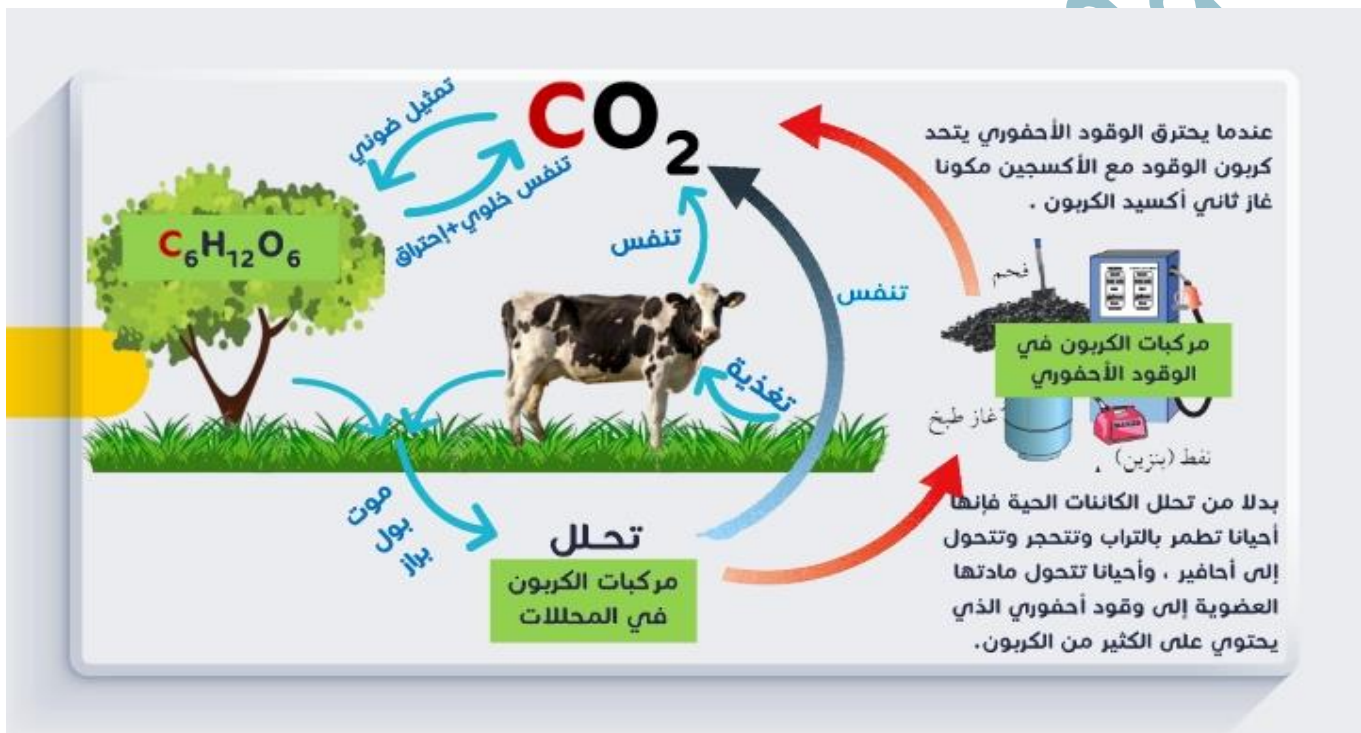 CO2
تمثيل ضوئي
تنفس خلوي+إحتراق
C6H12O6
تنفس
تنفس
تغذية
موت
بول
براز
تحلل
مركبات الكربون
في المحللات
عندما يحترق الوقود الأحفوري يتحد
كربون الوقود مع الأكسجين مكونا
غاز ثاني أكسيد الكربون .
فحم
مركبات الكربون في
الوقود الأحفوري
غاز طبخ
نفط (بنزين)
بدلا من تحلل الكائنات الحية فإنها
أحيانا تطمر بالتراب وتتحجر وتتحول
إلى أحافير ، وأحيانا تتحول مادتها
العضوية إلى وقود أحفوري الذي
يحتوي على الكثير من الكربون.